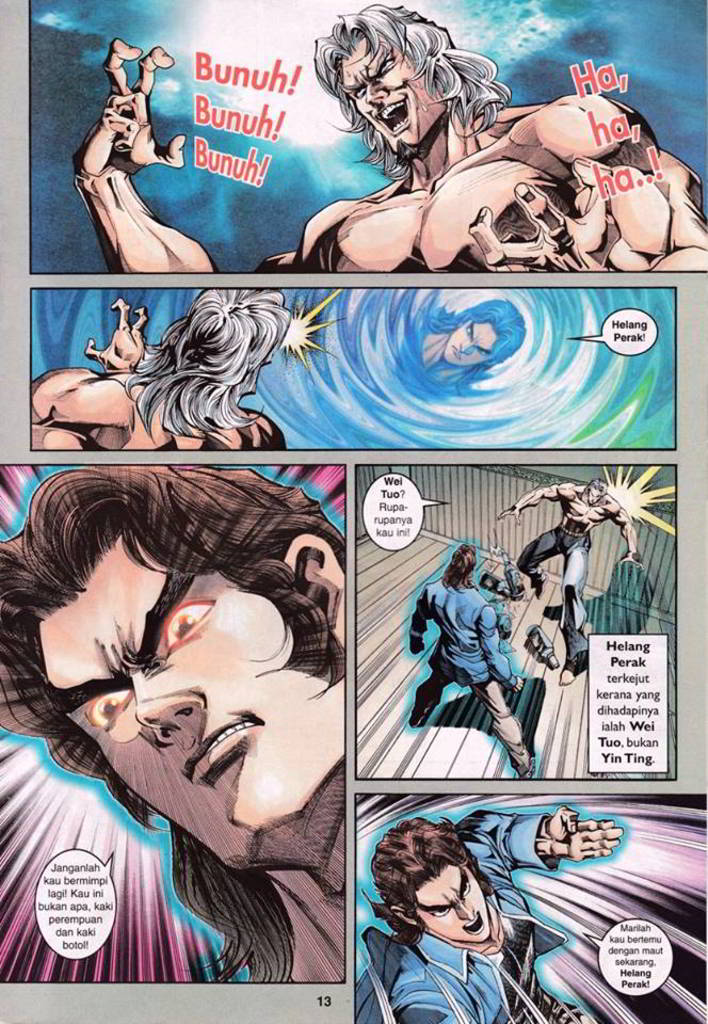 Bunuh!
Bunuh!
Bunuh!
Ha,
ha,
ha..!
Helang
Perak!
Wei
Tuo?
Rupa-
rupanya
kau ini!
Helang
Perak
terkejut
kerana yang
dihadapinya
ialah Wei
Tuo, bukan
Yin Ting.
Janganlah
kau bermimpi
lagi! Kau ini
bukan apa, kaki
perempuan
dan kaki
botol!
Marilah
kau bertemu
dengan maut
sekarang,
Helang
Perak!
13